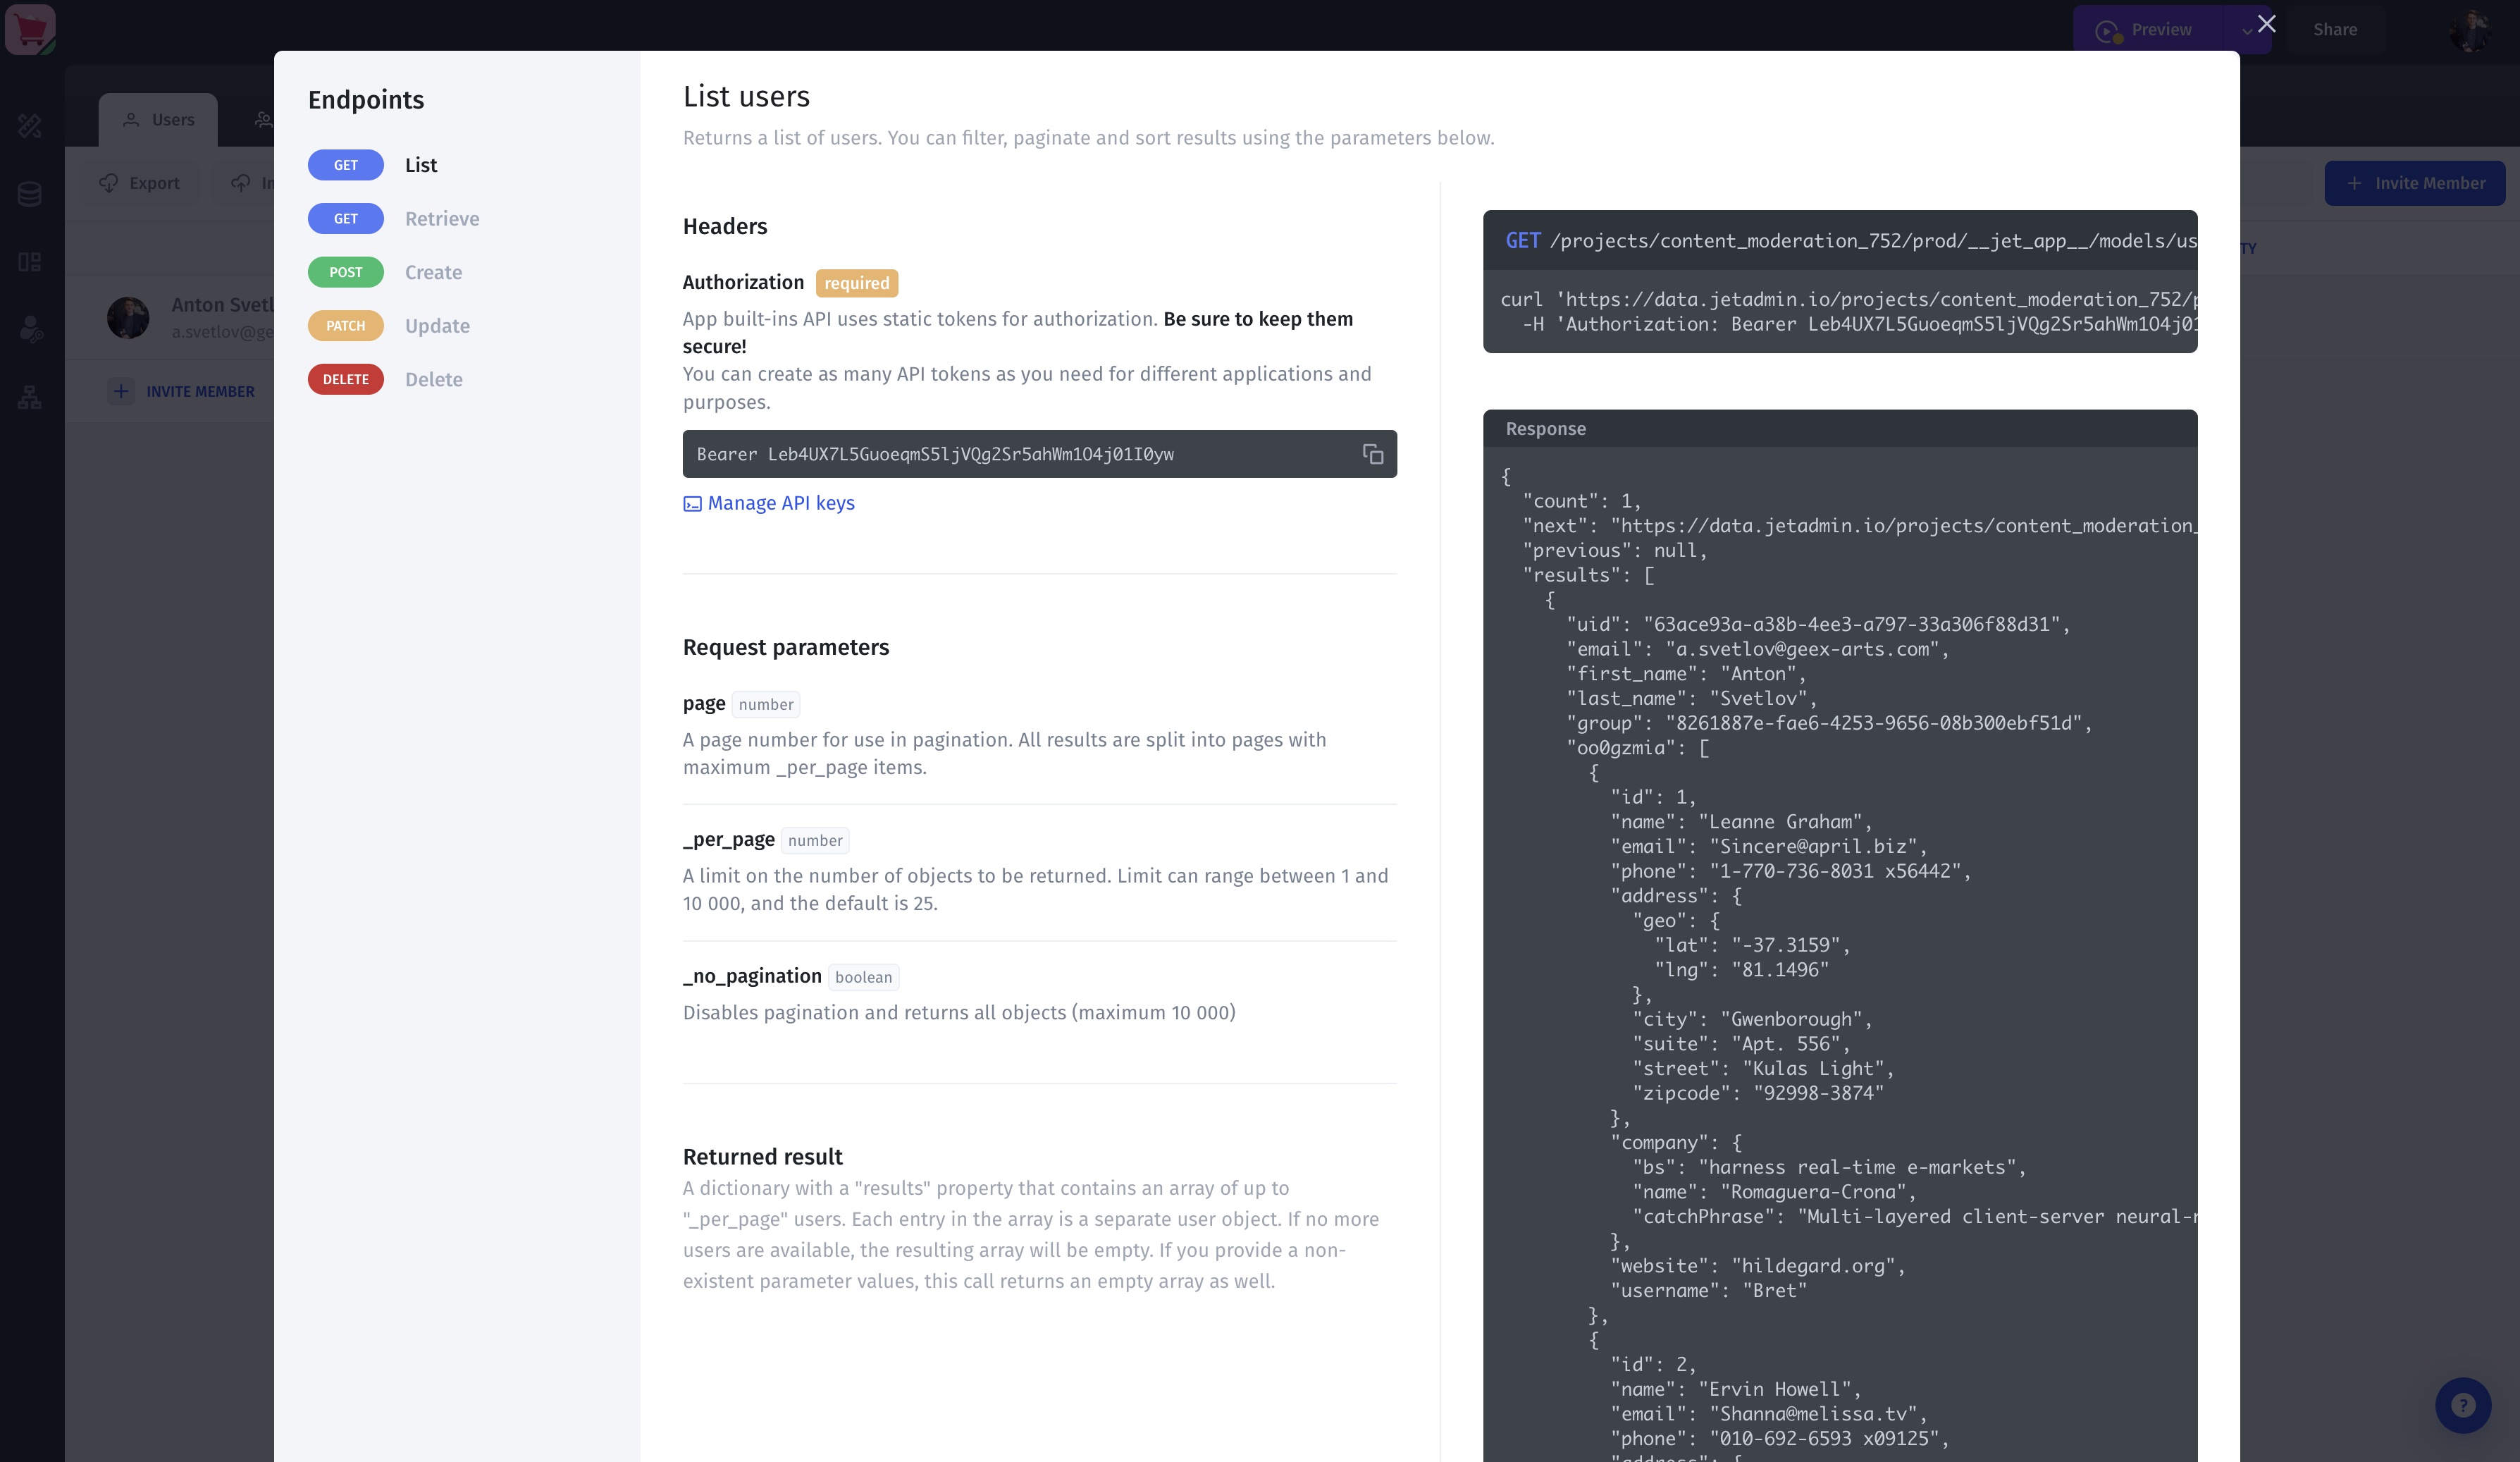 Preview
Share
Users
Export
Invite Member
Anton Svetl
a.svetlov@ge
INVITE MEMBER
TY
Endpoints
GET List
GET Retrieve
POST Create
PATCH Update
DELETE Delete
List users
Returns a list of users. You can filter, paginate and sort results using the parameters below.
Headers
Authorization required
App built-ins API uses static tokens for authorization. Be sure to keep them
secure!
You can create as many API tokens as you need for different applications and
purposes.
Bearer Leb4UX7L5GuoeqmS5ljVQg2Sr5ahWm1O4j01I0yw
Manage API keys
Request parameters
page number
A page number for use in pagination. All results are split into pages with
maximum _per_page items.
_per_page number
A limit on the number of objects to be returned. Limit can range between 1 and
10 000, and the default is 25.
_no_pagination boolean
Disables pagination and returns all objects (maximum 10 000)
Returned result
A dictionary with a "results" property that contains an array of up to
"_per_page" users. Each entry in the array is a separate user object. If no more
users are available, the resulting array will be empty. If you provide a non-
existent parameter values, this call returns an empty array as well.
GET /projects/content_moderation_752/prod/__jet_app__/models/us
curl 'https://data.jetadmin.io/projects/content_moderation_752/p
-H 'Authorization: Bearer Leb4UX7L5GuoeqmS5ljVQg2Sr5ahWm1O4j01
Response
{
"count": 1,
"next": "https://data.jetadmin.io/projects/content_moderation_
"previous": null,
"results": [
{
"uid": "63ace93a-a38b-4ee3-a797-33a306f88d31",
"email": "a.svetlov@geex-arts.com",
"first_name": "Anton",
"last_name": "Svetlov",
"group": "8261887e-fae6-4253-9656-08b300ebf51d",
"oo0gzmia": [
{
"id": 1,
"name": "Leanne Graham",
"email": "Sincere@april.biz",
"phone": "1-770-736-8031 x56442",
"address": {
"geo": {
"lat": "-37.3159",
"lng": "81.1496"
},
"city": "Gwenborough",
"suite": "Apt. 556",
"street": "Kulas Light",
"zipcode": "92998-3874"
},
"company": {
"bs": "harness real-time e-markets",
"name": "Romaguera-Crona",
"catchPhrase": "Multi-layered client-server neural-
},
"website": "hildegard.org",
"username": "Bret"
},
{
"id": 2,
"name": "Ervin Howell",
"email": "Shanna@melissa.tv",
"phone": "010-692-6593 x09125",
"address": {